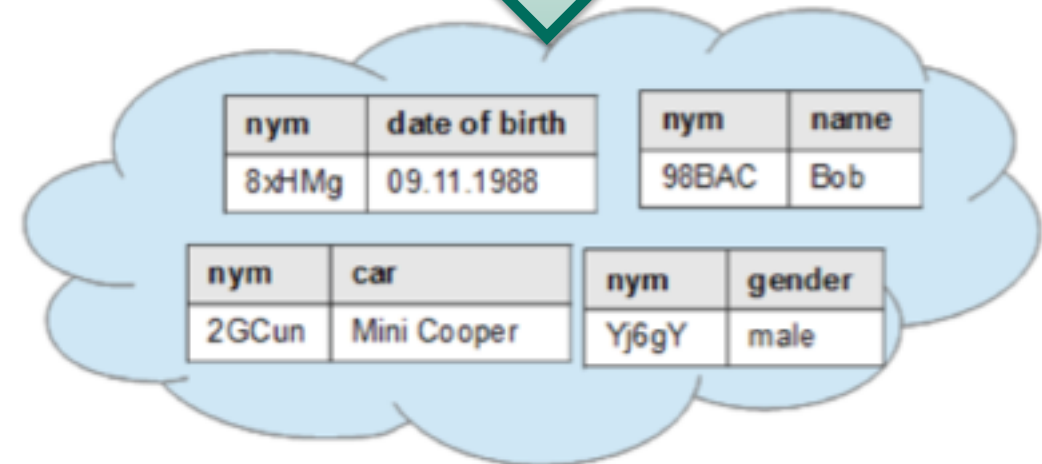 nym date of birth
8xHMg 09.11.1988
nym name
98BAC Bob
nym car
2GCun Mini Cooper
nym gender
Yj6gY male